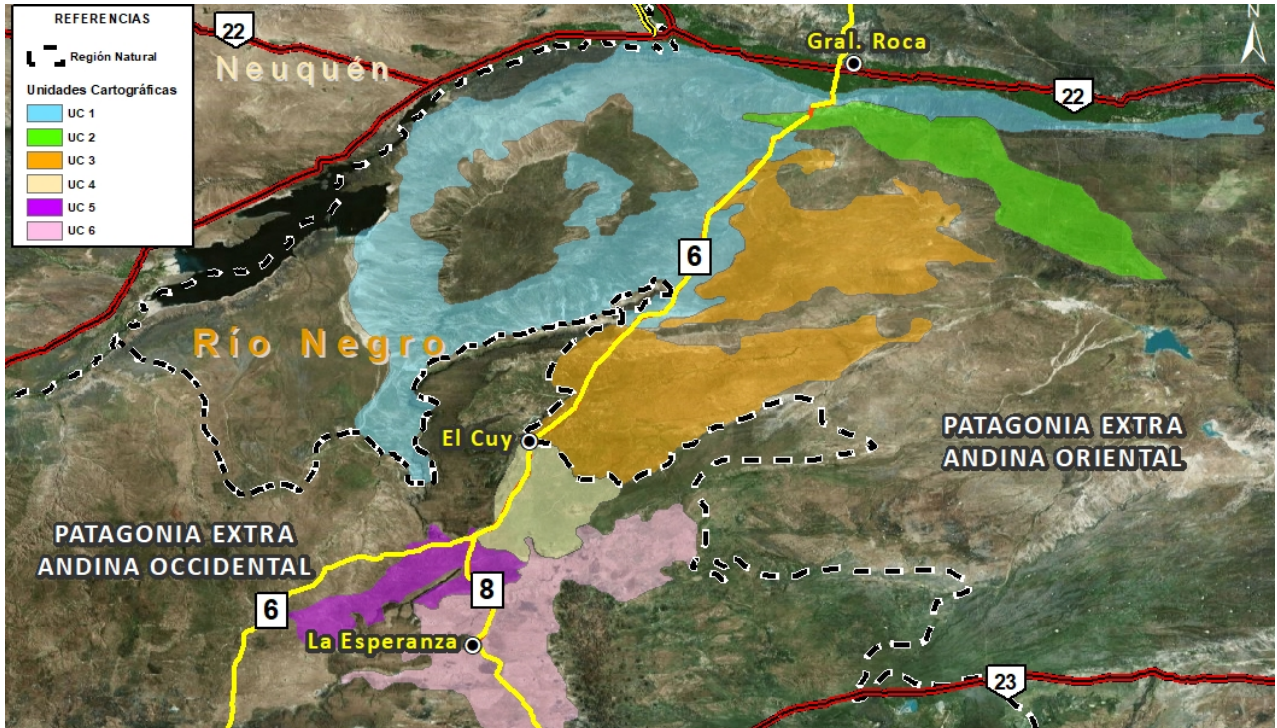 REFERENCIAS
Región Natural
Unidades Cartográficas
UC 1
UC 2
UC 3
UC 4
UC 5
UC 6
22
Neuquén
Gral. Roca
N
22
6
Río Negro
El Cuy
PATAGONIA EXTRA
ANDINA ORIENTAL
PATAGONIA EXTRA
ANDINA OCCIDENTAL
6
8
La Esperanza
23